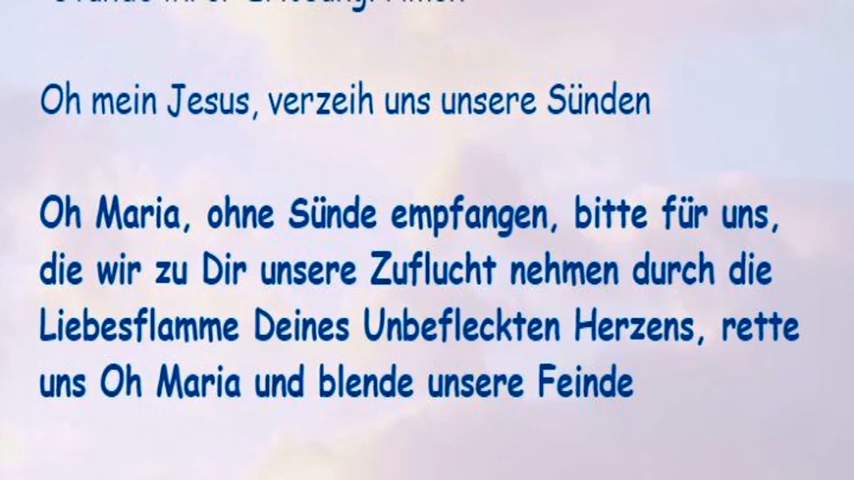 Oh mein Jesus, verzeih uns unsere Sünden
Oh Maria, ohne Sünde empfangen, bitte für uns,
die wir zu Dir unsere Zuflucht nehmen durch die
Liebesflamme Deines Unbefleckten Herzens, rette
uns Oh Maria und blende unsere Feinde